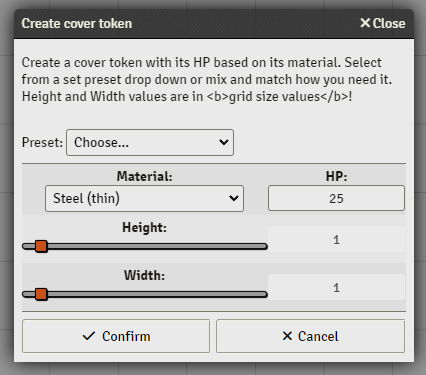 Create cover token
Close
Create a cover token with its HP based on its material. Select
from a set preset drop down or mix and match how you need it.
Height and Width values are in <b>grid size values</b>!
Preset: Choose...
Material: HP:
Steel (thin) 25
Height:
1
Width:
1
Confirm Cancel